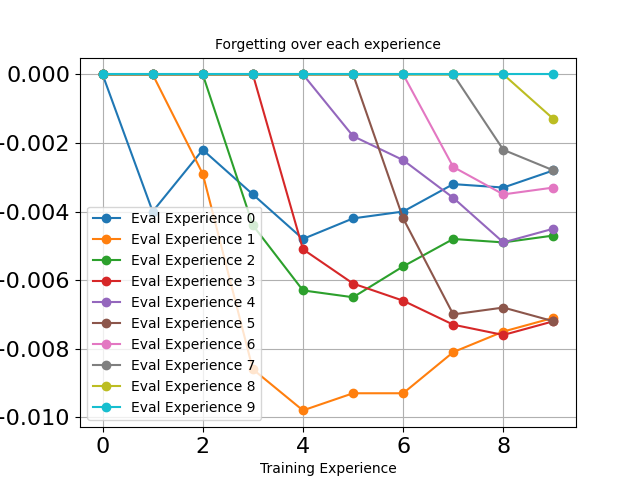 Forgetting over each experience
0.000
-0.002
-0.004
-0.006
-0.008
-0.010
Eval Experience 0
Eval Experience 1
Eval Experience 2
Eval Experience 3
Eval Experience 4
Eval Experience 5
Eval Experience 6
Eval Experience 7
Eval Experience 8
Eval Experience 9
0 2 4 6 8
Training Experience